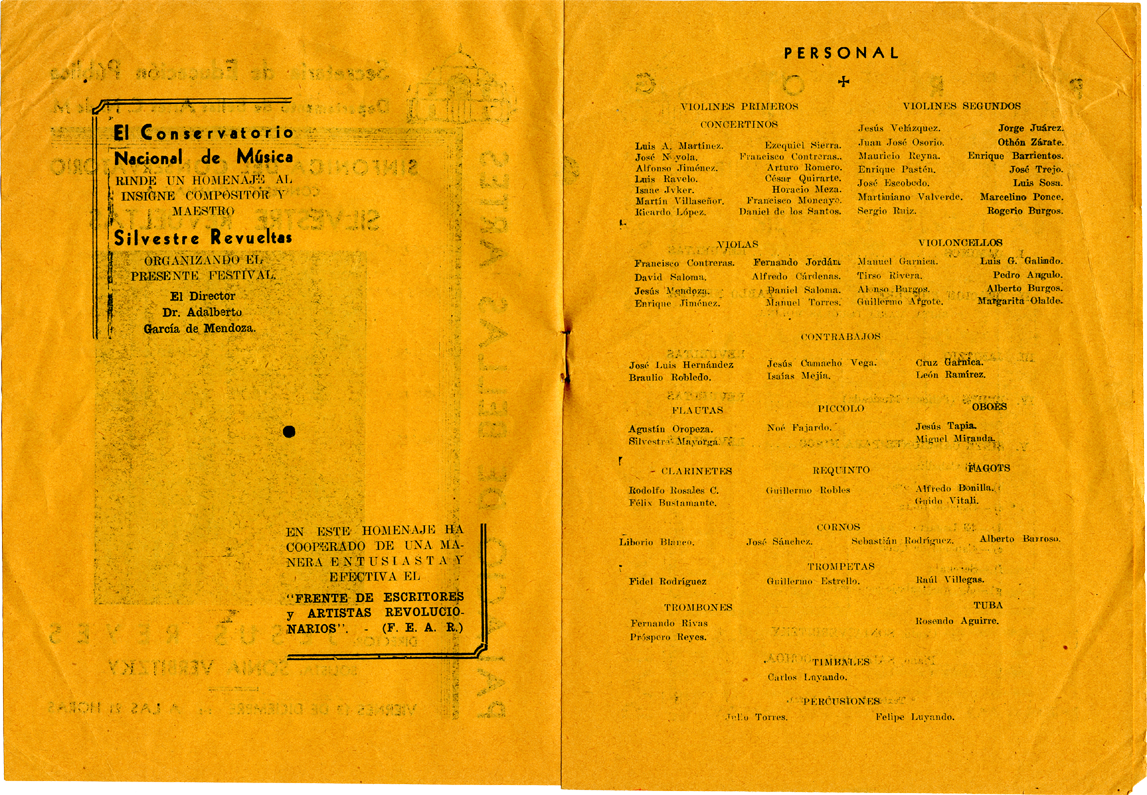 El Conservatorio
Nacional de Música
RINDE UN HOMENAJE AL
INSIGNE COMPOSITOR Y
MAESTRO
Silvestre Revueltas
ORGANIZANDO EL
PRESENTE FESTIVAL.
El Director
Dr. Adalberto
García de Mendoza.
EN ESTE HOMENAJE HA
COOPERADO DE UNA MA-
NERA ENTUSIASTA Y
EFECTIVA EL
"FRENTE DE ESCRITORES
y ARTISTAS REVOLUCIO-
NARIOS". - (F. E. A. R.)
PERSONAL
VIOLINES PRIMEROS VIOLINES SEGUNDOS
CONCERTINOS
Jesús Velázquez. Jorge Juárez.
Luis A. Martínez. Ezequiel Sierra. Juan José Osorio. Othón Zárate.
José Noyola. Francisco Contreras. Mauricio Reyna. Enrique Barrientos.
Alfonso Jiménez. Arturo Romero. Enrique Pastén. José Trejo.
Luis Ravelo. César Quirarte. José Escobedo. Luis Sosa.
Isaac Jvker. Horacio Meza.
Martín Villaseñor. Francisco Moncayo. Martiniano Valverde. Marcelino Ponce.
Ricardo López. Daniel de los Santos. Sergio Ruiz. Rogerio Burgos.
VIOLAS VIOLONCELLOS
Francisco Contreras. Fernando Jordán Manuel Garnica. Luis G. Galindo.
David Saloma. Alfredo Cárdenas. Tirso Rivera. Pedro Angulo.
Jesús Mendoza. Daniel Saloma. Alonso Burgos. Alberto Burgos.
Enrique Jiménez. Manuel Torres. Guillermo Argote. Margarita Olalde.
CONTRABAJOS
José Luis Hernández Jesús Camacho Vega. Cruz Garnica.
Braulio Robledo. Isaías Mejía. León Ramírez.
FLAUTAS PICCOLO OBOES
Agustín Oropeza. Noé Fajardo. Jesús Tapia.
Silvestre Mayorga. Miguel Miranda.
CLARINETES REQUINTO FAGOTS
Rodolfo Rosales C. Guillermo Robles Alfredo Bonilla.
Félix Bustamante. Guido Vitali.
CORNOS
Liborio Blanco. José Sánchez. Sebastián Rodríguez. Alberto Barroso.
TROMPETAS
Fidel Rodríguez Guillermo Estrello. Raúl Villegas.
TROMBONES TUBA
Fernando Rivas Rosendo Aguirre.
Próspero Reyes.
TIMBALES
Carlos Luyando.
PERCUSIONES
Julio Torres. Felipe Luyando.